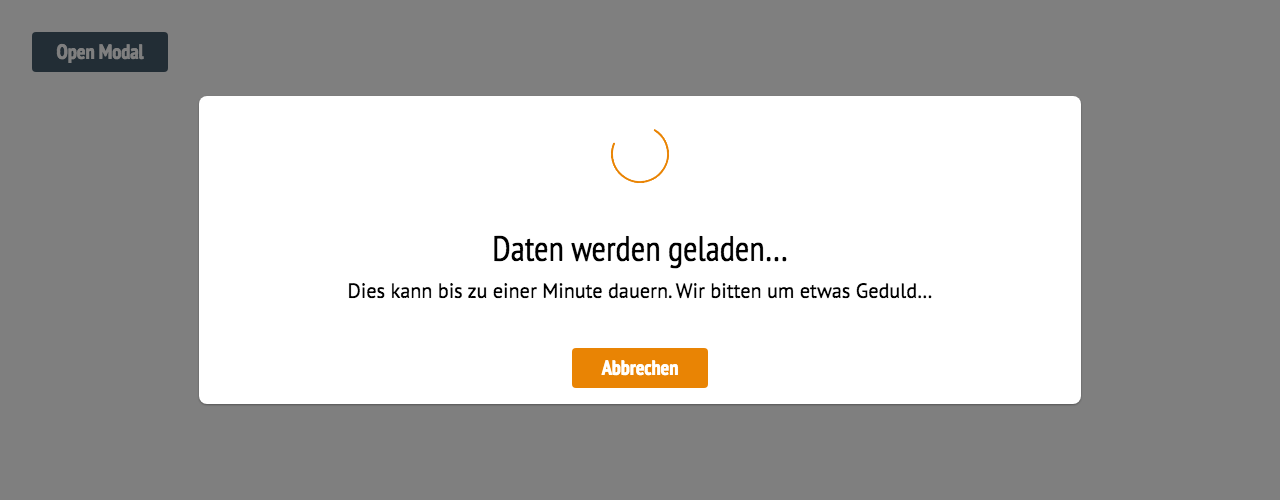 Open Modal
Daten werden geladen...
Dies kann bis zu einer Minute dauern. Wir bitten um etwas Geduld...
Abbrechen